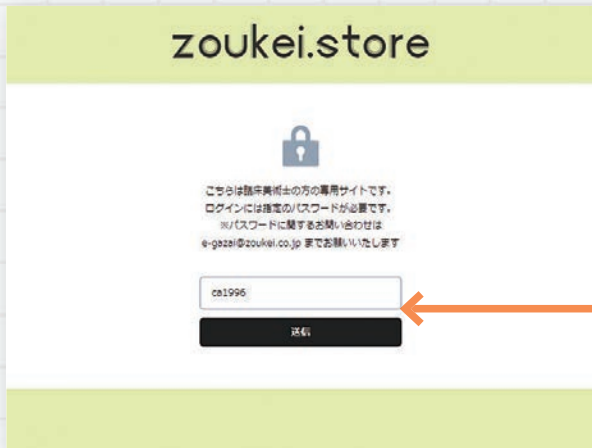 zoukei.store
こちらは臨床美術士の方の専用サイトです。
ログインには指定のパスワードが必要です。
※パスワードに関するお問い合わせは
e-gazai@zoukei.co.jp までお願いいたします
ca1996
送信